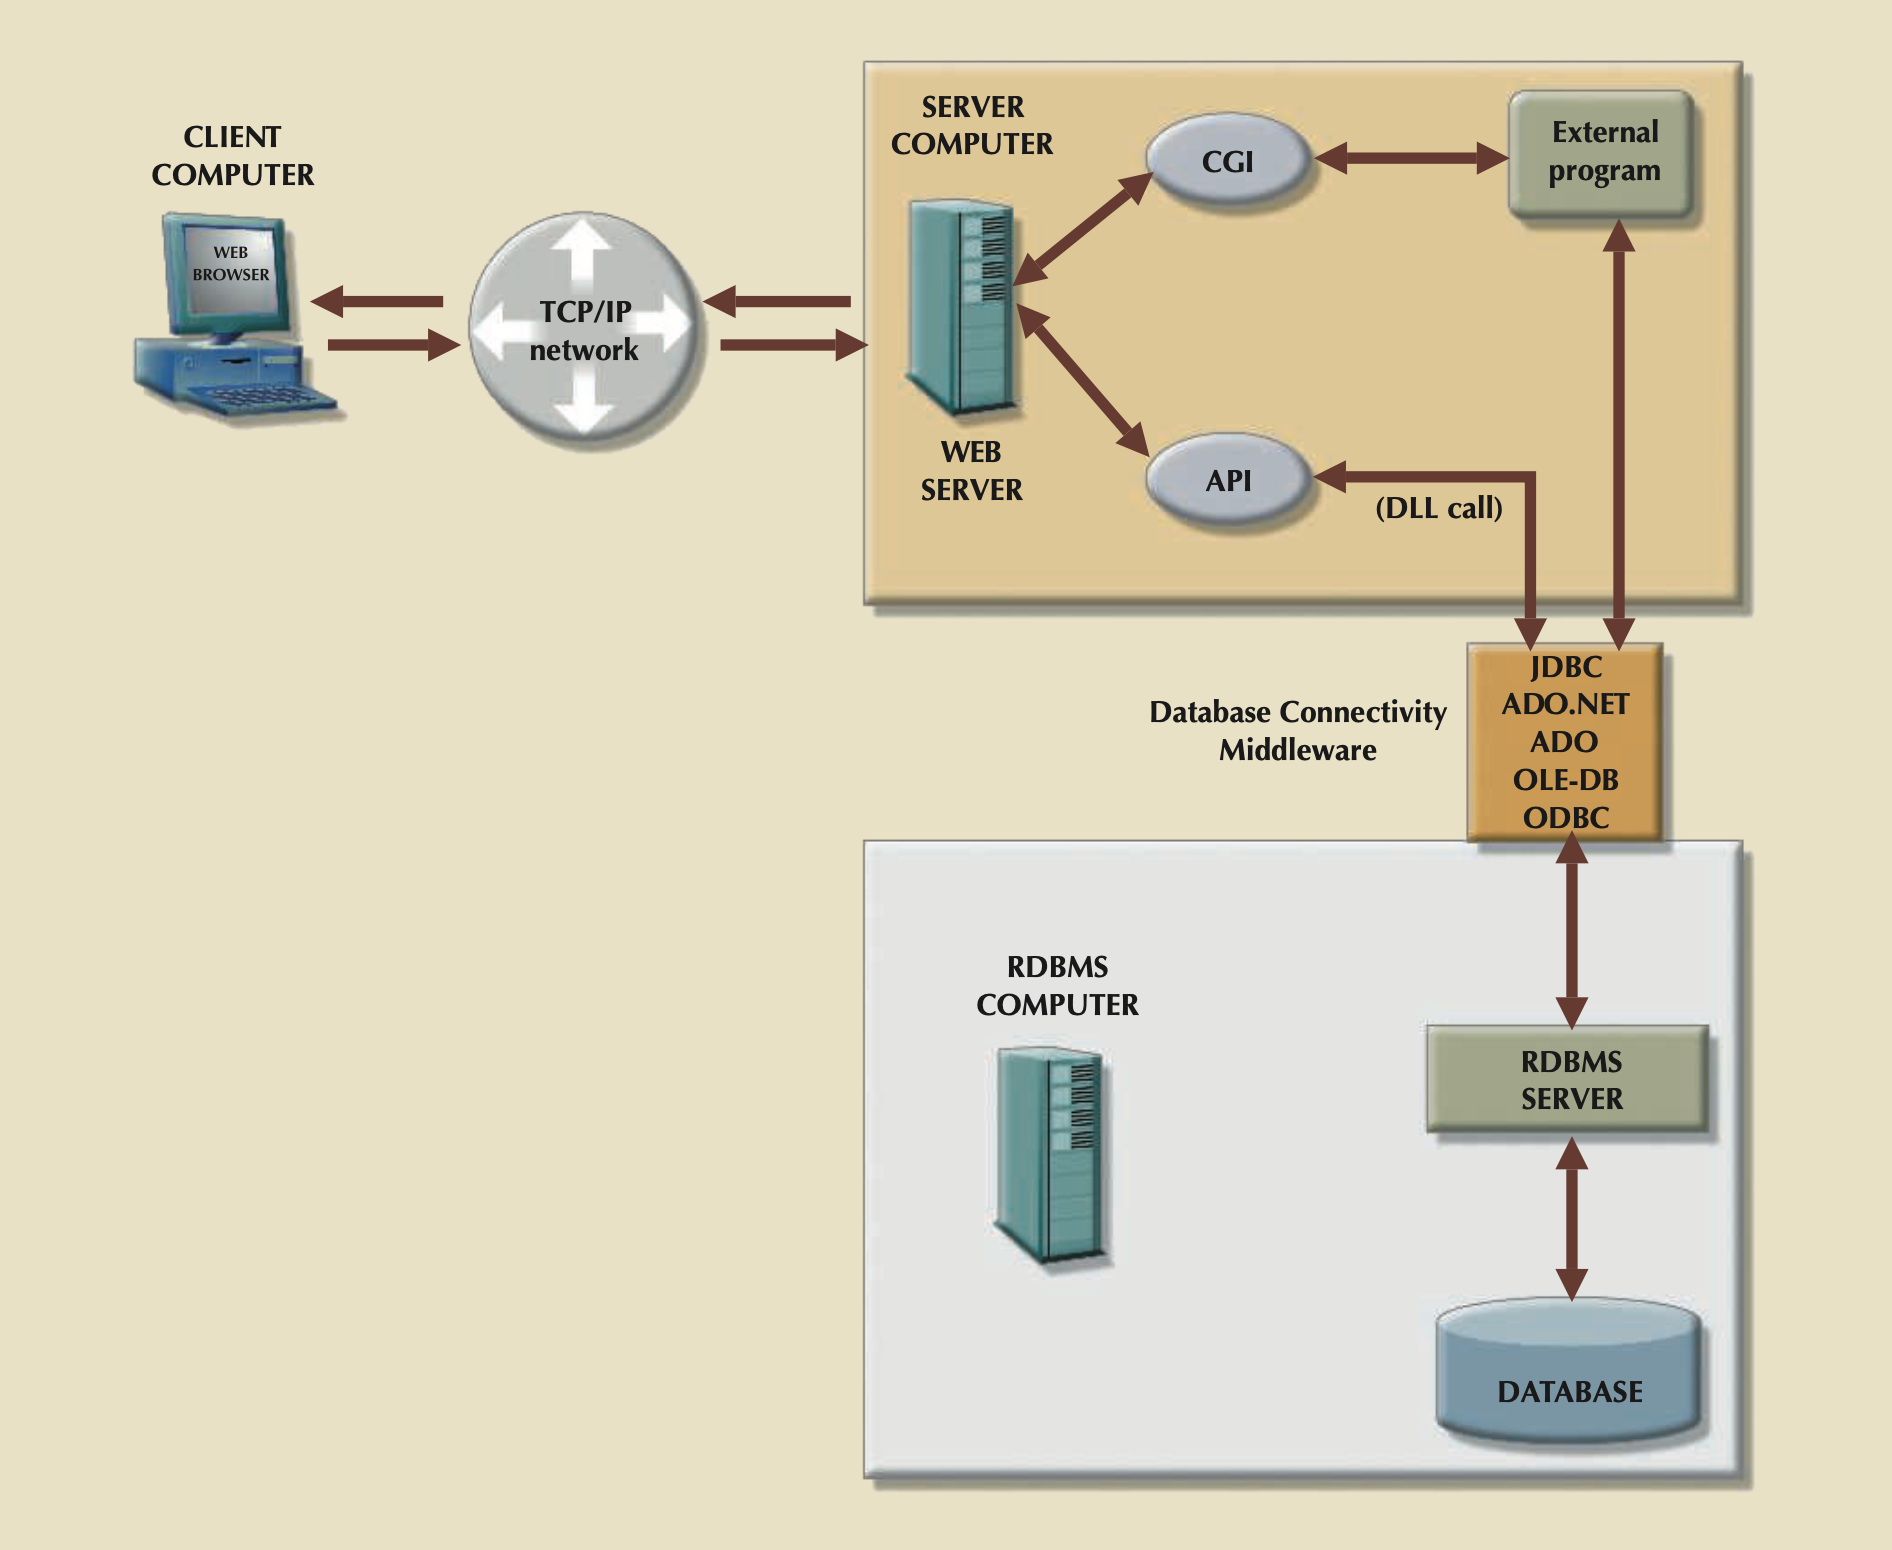 CLIENT
COMPUTER
WEB
BROWSER
TCP/IP
network
SERVER
COMPUTER
WEB
SERVER
CGI
External
program
API
(DLL call)
Database Connectivity
Middleware
JDBC
ADO.NET
ADO
OLE-DB
ODBC
RDBMS
COMPUTER
RDBMS
SERVER
DATABASE